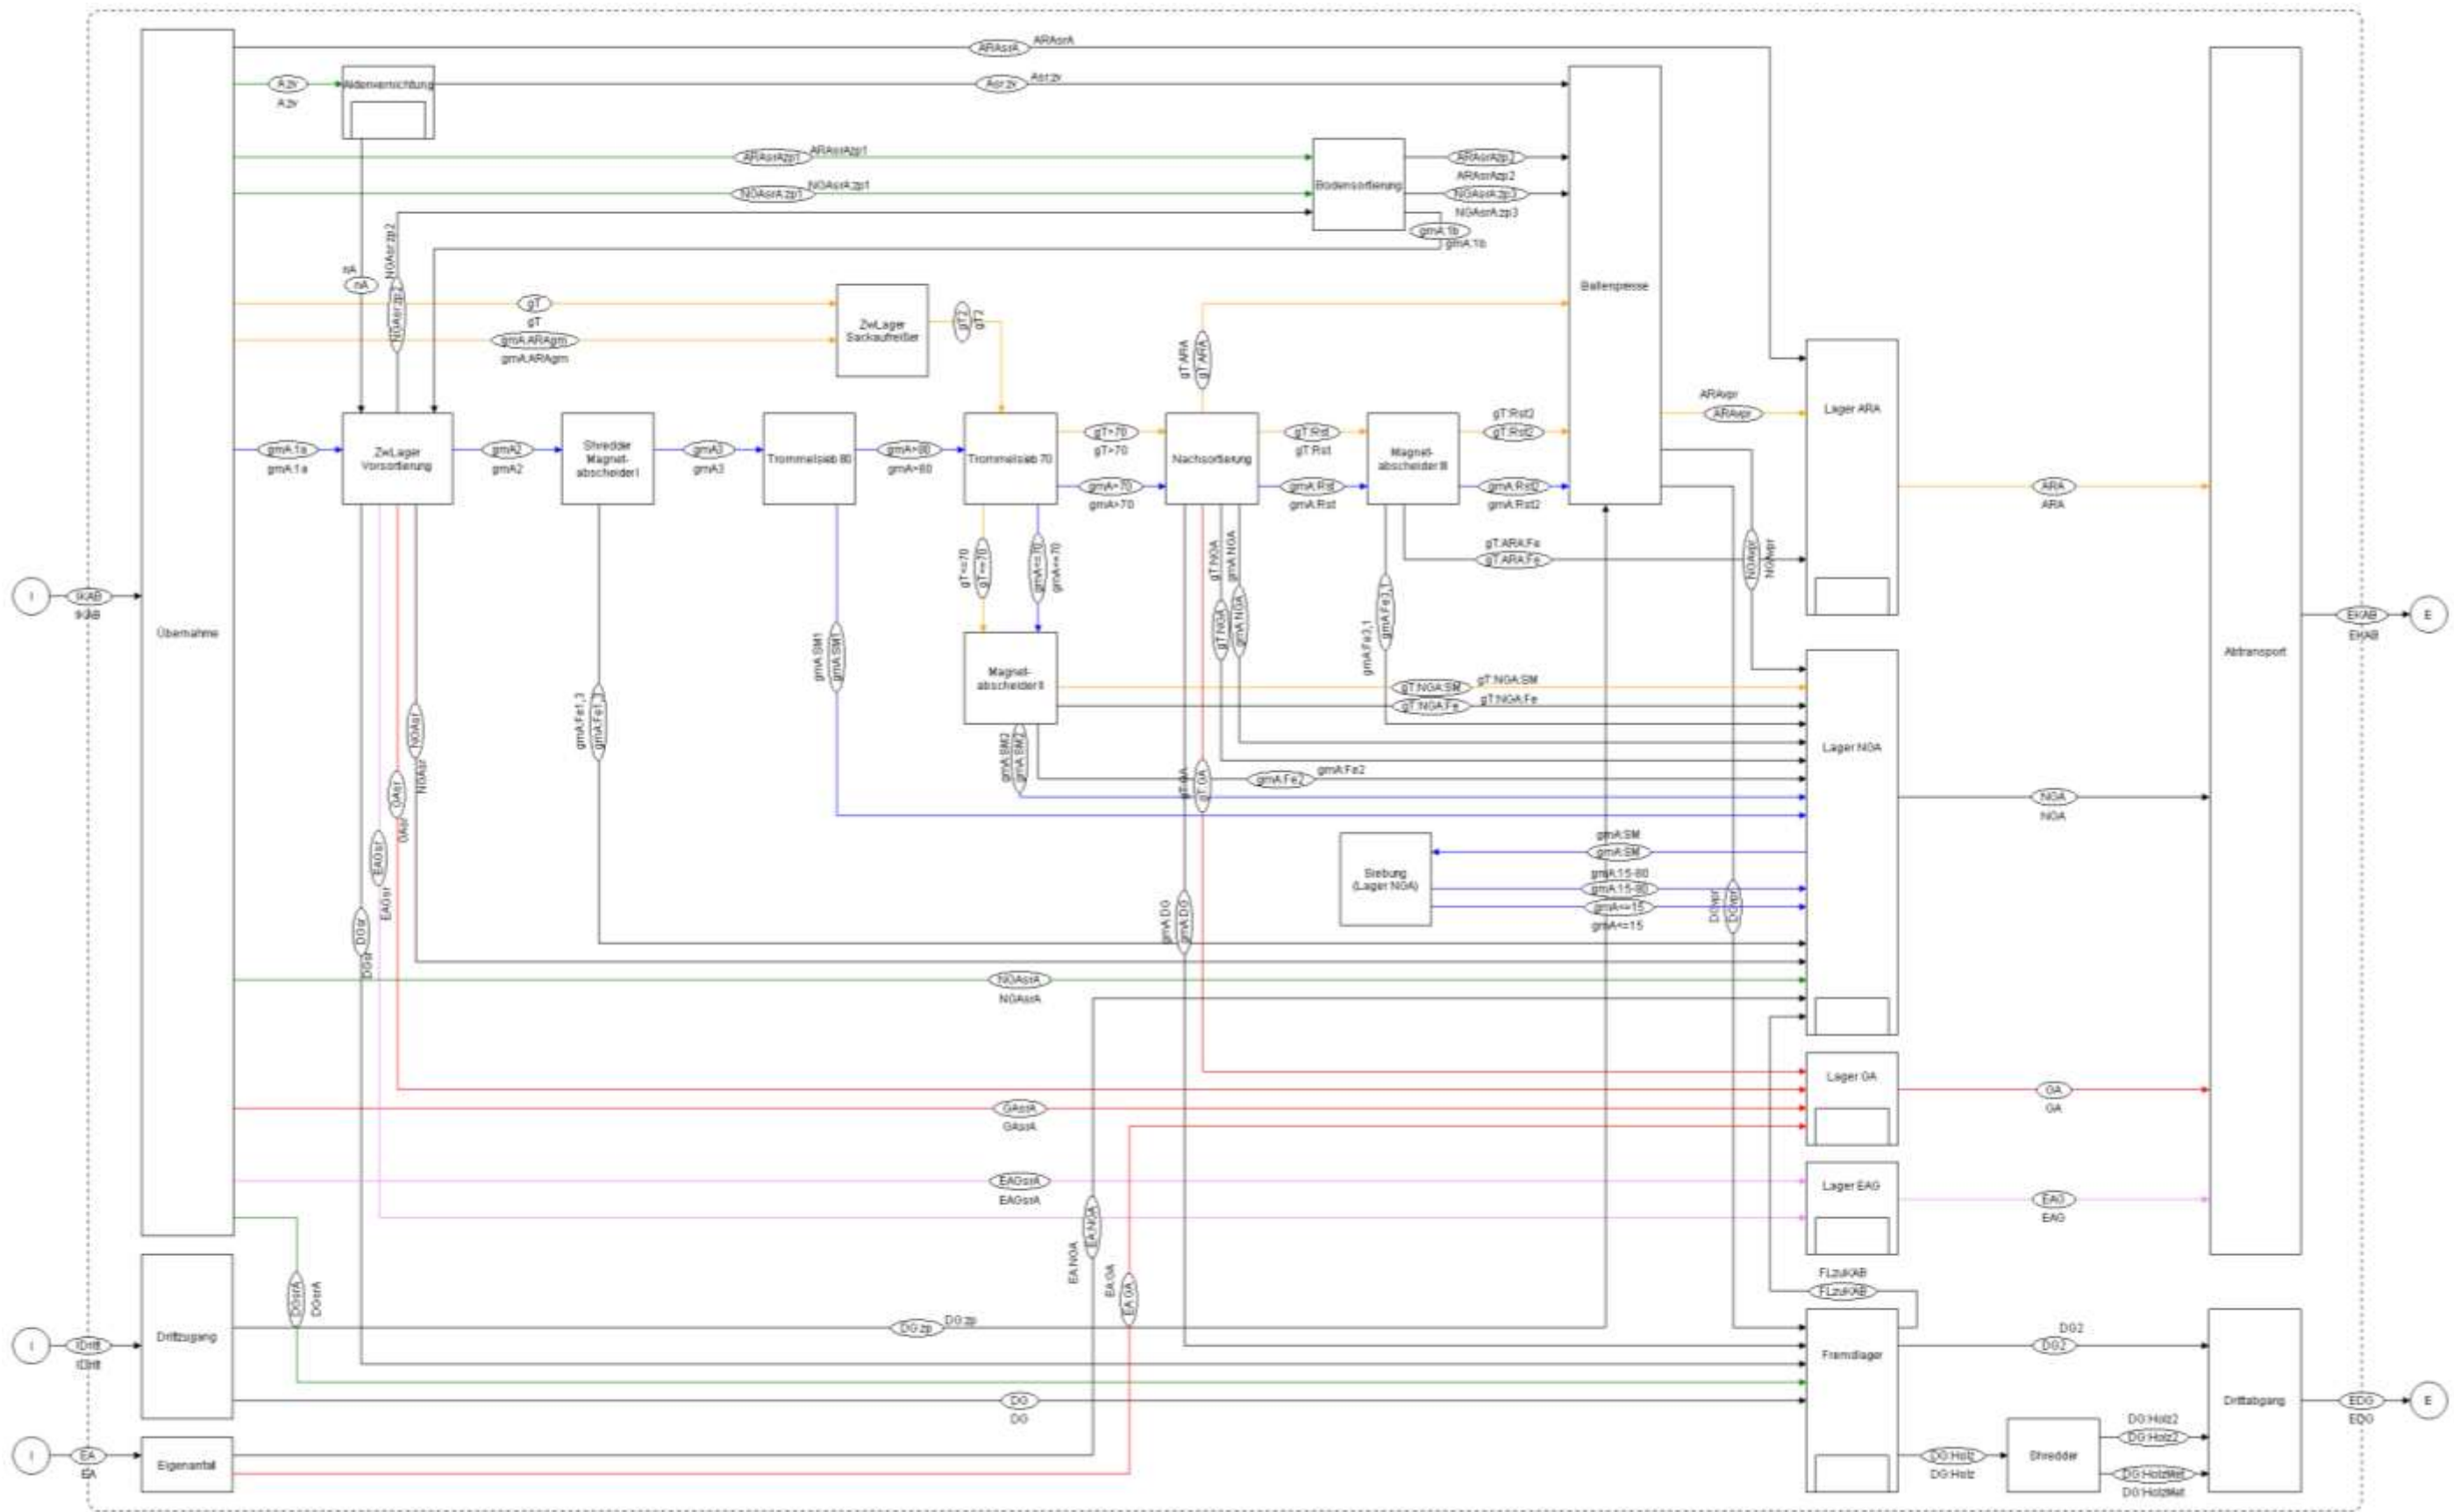 ARAsrA ARAsrA
A:zv
A:zv
Aktenvernichtung
Asr:zv Asr:zv
ARAsrAzp1 ARAsrAzp1
NGAsrA:zp1 NGAsrA:zp1
Bodensortierung
ARAsrAzp2
ARAsrAzp2
NGAsrA:zp3
NGAsrA:zp3
gmA:1b
gmA:1b
nA
nA
NGAsr:zp2
NGAsr:zp2
gT
gT
gmA:ARAgm
gmA:ARAgm
ZwLager
Sackaufreißer
gT2
gT2
Ballenpresse
gT:ARA
gT:ARA
gmA:1a
gmA:1a
ZwLager
Vorsortierung
gmA2
gmA2
Shredder
Magnet-
abscheider I
gmA3
gmA3
Trommelsieb 80
gmA>80
gmA>80
Trommelsieb 70
gT>70
gT>70
gmA>70
gmA>70
Nachsortierung
gT:Rst
gT:Rst
gmA:Rst
gmA:Rst
Magnet-
abscheider III
gT:Rst2
gT:Rst2
gmA:Rst2
gmA:Rst2
ARAvpr
ARAvpr
Lager ARA
ARA
ARA
gT:ARA:Fe
gT:ARA:Fe
NGAvpr
NGAvpr
I
IKAB
IKAB
Übernahme
gT<=70
gT<=70
gmA<=70
gmA<=70
gT:NGA
gT:NGA
gmA:NGA
gmA:NGA
gmA:Fe3,1
gmA:Fe3,1
gmA:SM1
gmA:SM1
Magnet-
abscheider II
gT:NGA:SM gT:NGA:SM
gT:NGA:Fe gT:NGA:Fe
gmA:Fe1,3
gmA:Fe1,3
gmA:SM2
gmA:SM2
gmA:Fe2 gmA:Fe2
gT:GA
gT:GA
NGAsr
NGAsr
GAsr
GAsr
EAGsr
EAGsr
DGsr
DGsr
Lager NGA
NGA
NGA
Abtransport
EKAB
EKAB
E
Siebung
(Lager NGA)
gmA:SM
gmA:SM
gmA:15-80
gmA:15-80
gmA<=15
gmA<=15
gmA:DG
gmA:DG
DGvpr
DGvpr
NGAsrA
NGAsrA
Lager GA
GA
GA
GAsrA
GAsrA
EAGsrA
EAGsrA
Lager EAG
EAG
EAG
EA:NGA
EA:NGA
EA:GA
EA:GA
DGsrA
DGsrA
FLzuKAB
FLzuKAB
I
IDritt
IDritt
Drittzugang
DG:zp DG:zp
DG
DG
Fremdlager
DG2
DG2
Drittabgang
EDG
EDG
E
I
EA
EA
Eigenanfall
DG:Holz
DG:Holz
Shredder
DG:Holz2
DG:Holz2
DG:HolzMet
DG:HolzMet